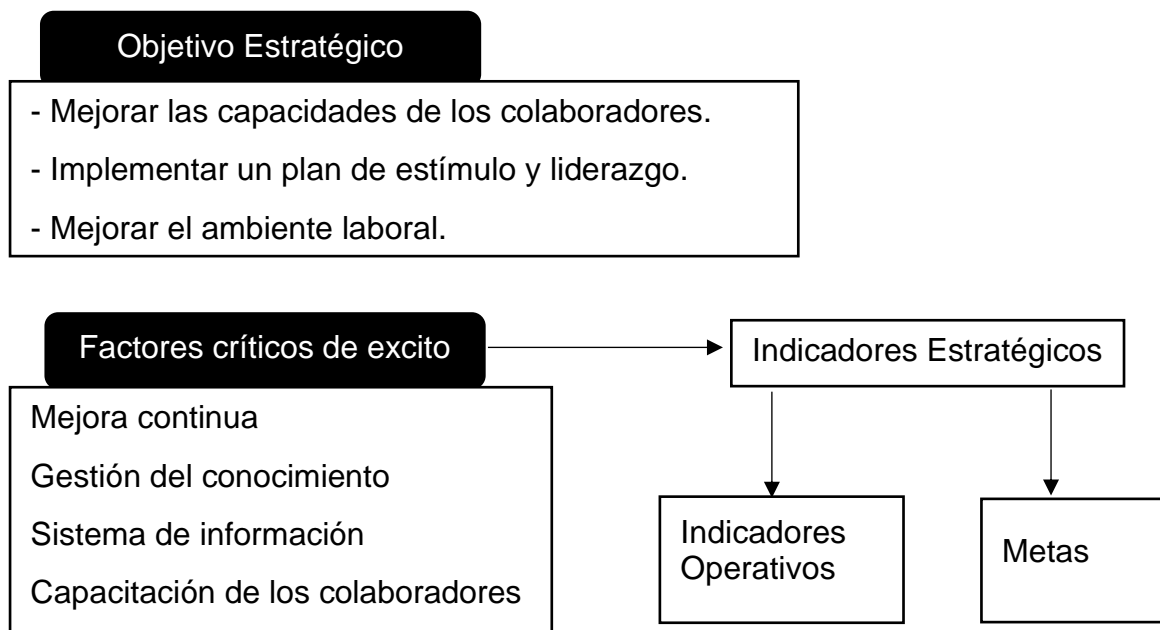 Objetivo Estratégico
- Mejorar las capacidades de los colaboradores.
- Implementar un plan de estímulo y liderazgo.
- Mejorar el ambiente laboral.
Factores críticos de excito
Indicadores Estratégicos
Mejora continua
Gestión del conocimiento
Sistema de información
Capacitación de los colaboradores
Indicadores
Operativos
Metas